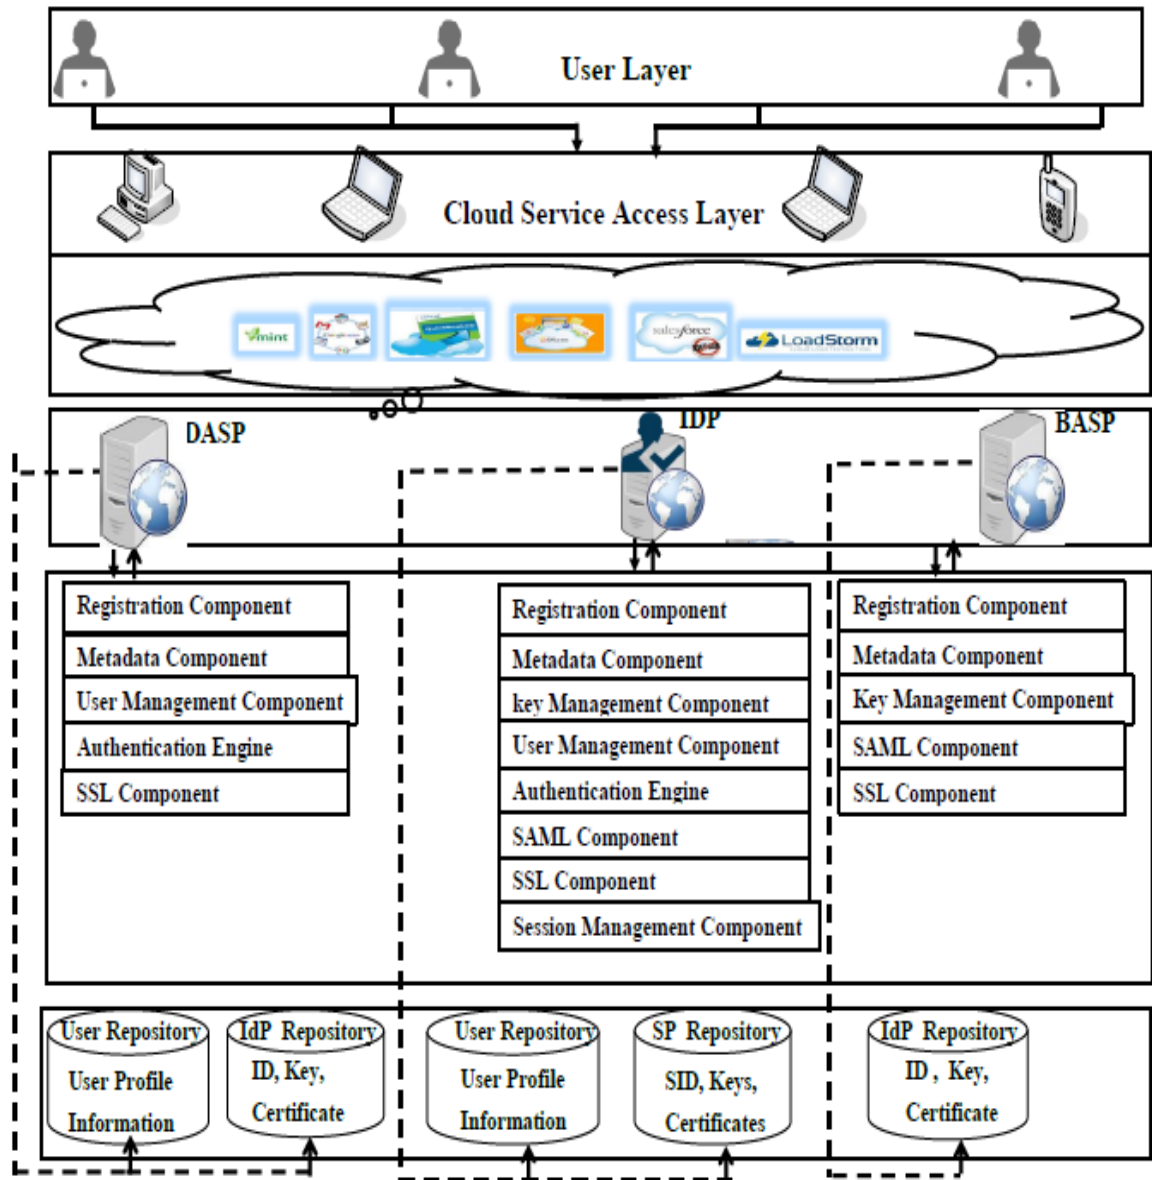 User Layer
Cloud Service Access Layer
mint
salesforce
LoadStorm
DASP
IDP
BASP
Registration Component
Metadata Component
User Management Component
Authentication Engine
SSL Component
Registration Component
Metadata Component
key Management Component
User Management Component
Authentication Engine
SAML Component
SSL Component
Session Management Component
Registration Component
Metadata Component
Key Management Component
SAML Component
SSL Component
User Repository
User Profile
Information
IdP Repository
ID, Key,
Certificate
User Repository
User Profile
Information
SP Repository
SID, Keys,
Certificates
IdP Repository
ID , Key,
Certificate